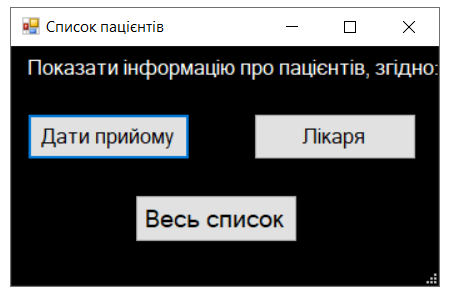 Список пацієнтів
Показати інформацію про пацієнтів, згідно:
Дати прийому
Лікаря
Весь список